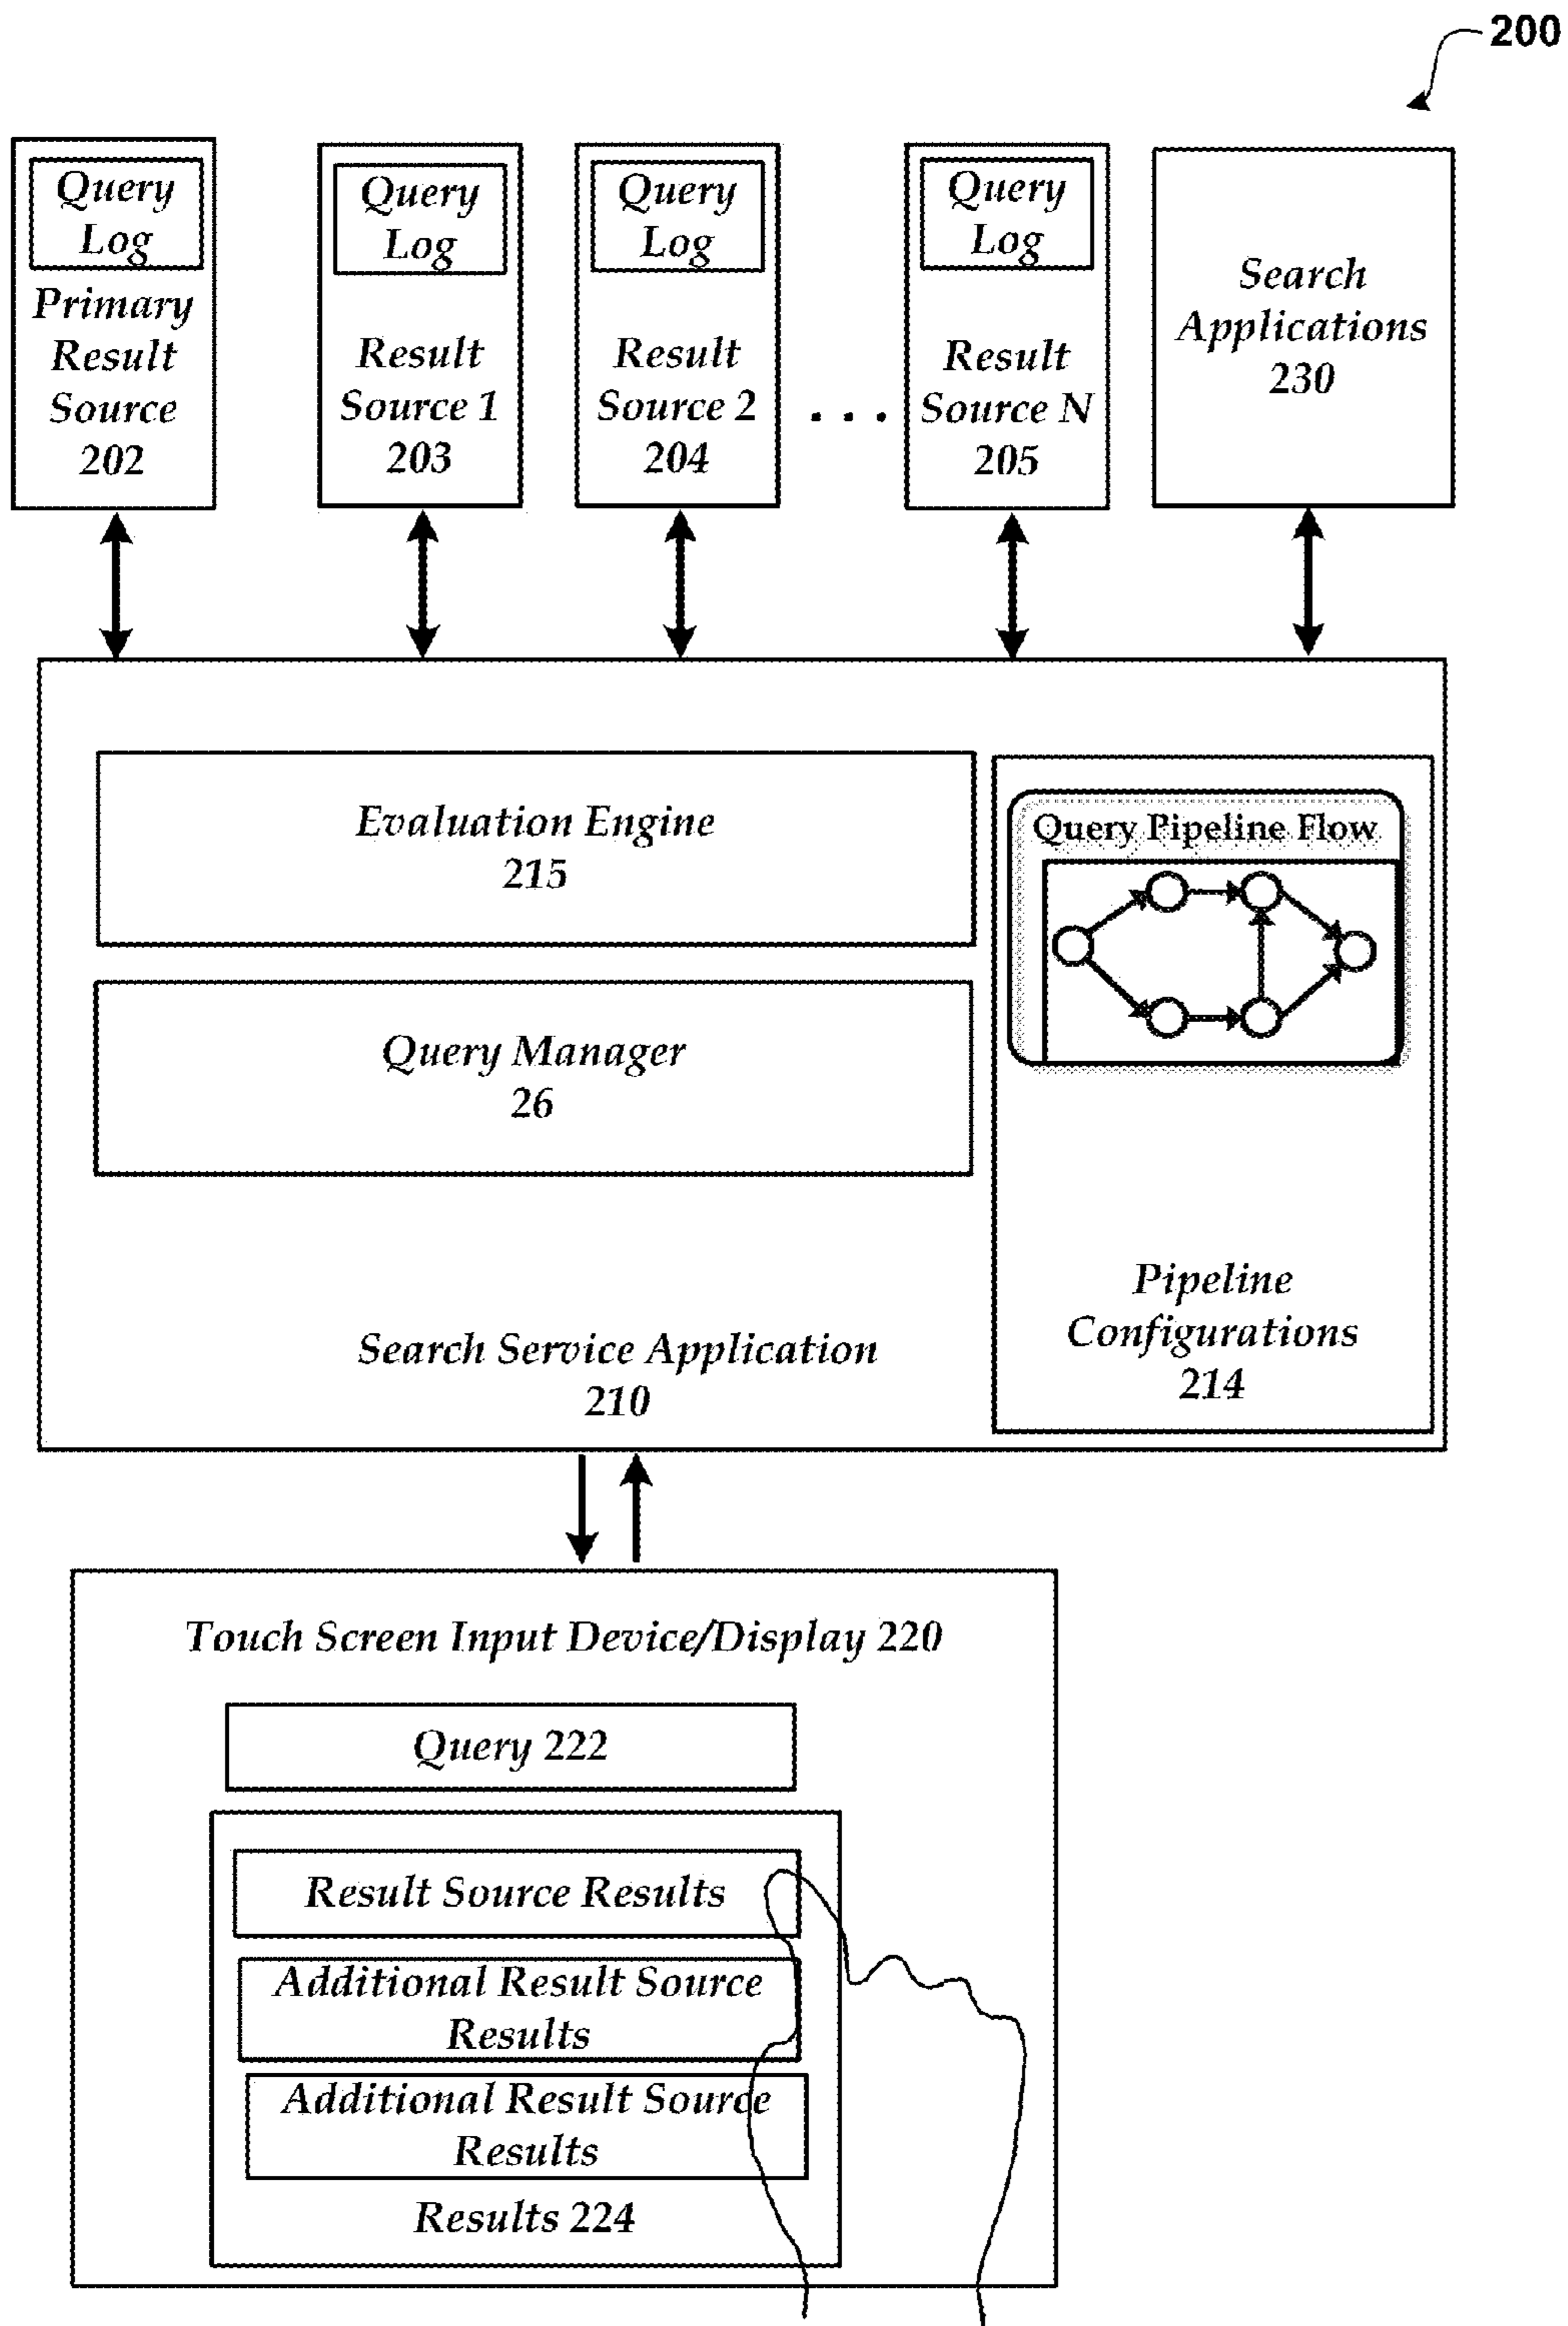 200
Query
Log
Primary
Result
Source
202
Query
Log
Result
Source 1
203
Query
Log
Result
Source 2
204
. . .
Query
Log
Result
Source N
205
Search
Applications
230
Evaluation Engine
215
Query Manager
26
Search Service Application
210
Query Pipeline Flow
Pipeline
Configurations
214
Touch Screen Input Device/Display 220
Query 222
Result Source Results
Additional Result Source
Results
Additional Result Source
Results
Results 224